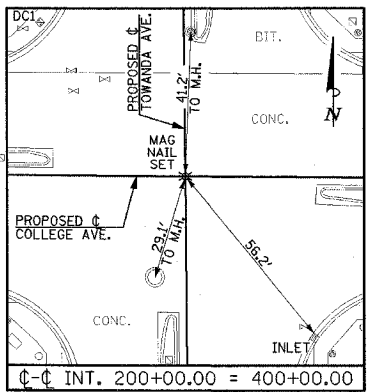 DC1
BIT.
PROPOSED ℄
TOWANDA AVE.
41.2'
TO M.H.
N
CONC.
MAG
NAIL
SET
PROPOSED ℄
COLLEGE AVE.
29.1'
TO M.H.
56.2'
CONC.
INLET
℄-℄ INT. 200+00.00 = 400+00.00